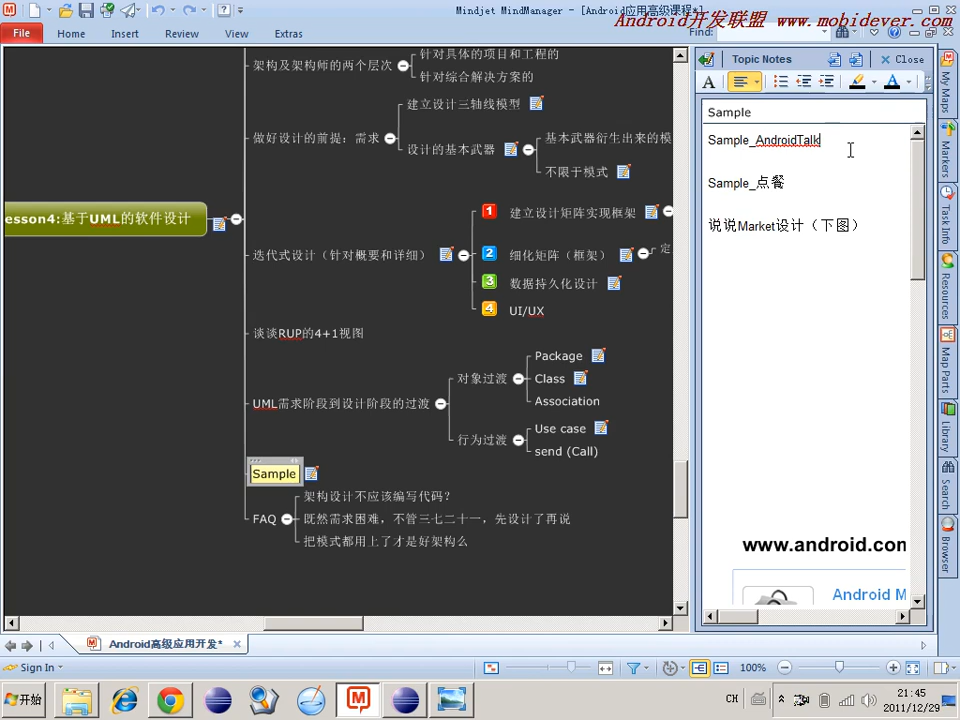 Mindjet MindManager - [Android应用高级课程*]
Android开发联盟 www.mobidever.com
File
Home
Insert
Review
View
Extras
Find:
架构及架构师的两个层次
针对具体的项目和工程的
针对综合解决方案的
做好设计的前提：需求
建立设计三轴线模型
设计的基本武器
基本武器衍生出来的模
不限于模式
esson4:基于UML的软件设计
迭代式设计（针对概要和详细）
1 建立设计矩阵实现框架
2 细化矩阵（框架）
定
3 数据持久化设计
4 UI/UX
谈谈RUP的4+1视图
UML需求阶段到设计阶段的过渡
对象过渡
Package
Class
Association
行为过渡
Use case
send (Call)
Sample
FAQ
架构设计不应该编写代码？
既然需求困难，不管三七二十一，先设计了再说
把模式都用上了才是好架构么
Topic Notes
Close
Sample
Sample_AndroidTalk
Sample_点餐
说说Market设计（下图）
www.android.con
Android M
My Maps
Markers
Task Info
Resources
Map Parts
Library
Search
Browser
Android高级应用开发*
Sign In
100%
开始
CH
21:45
2011/12/29